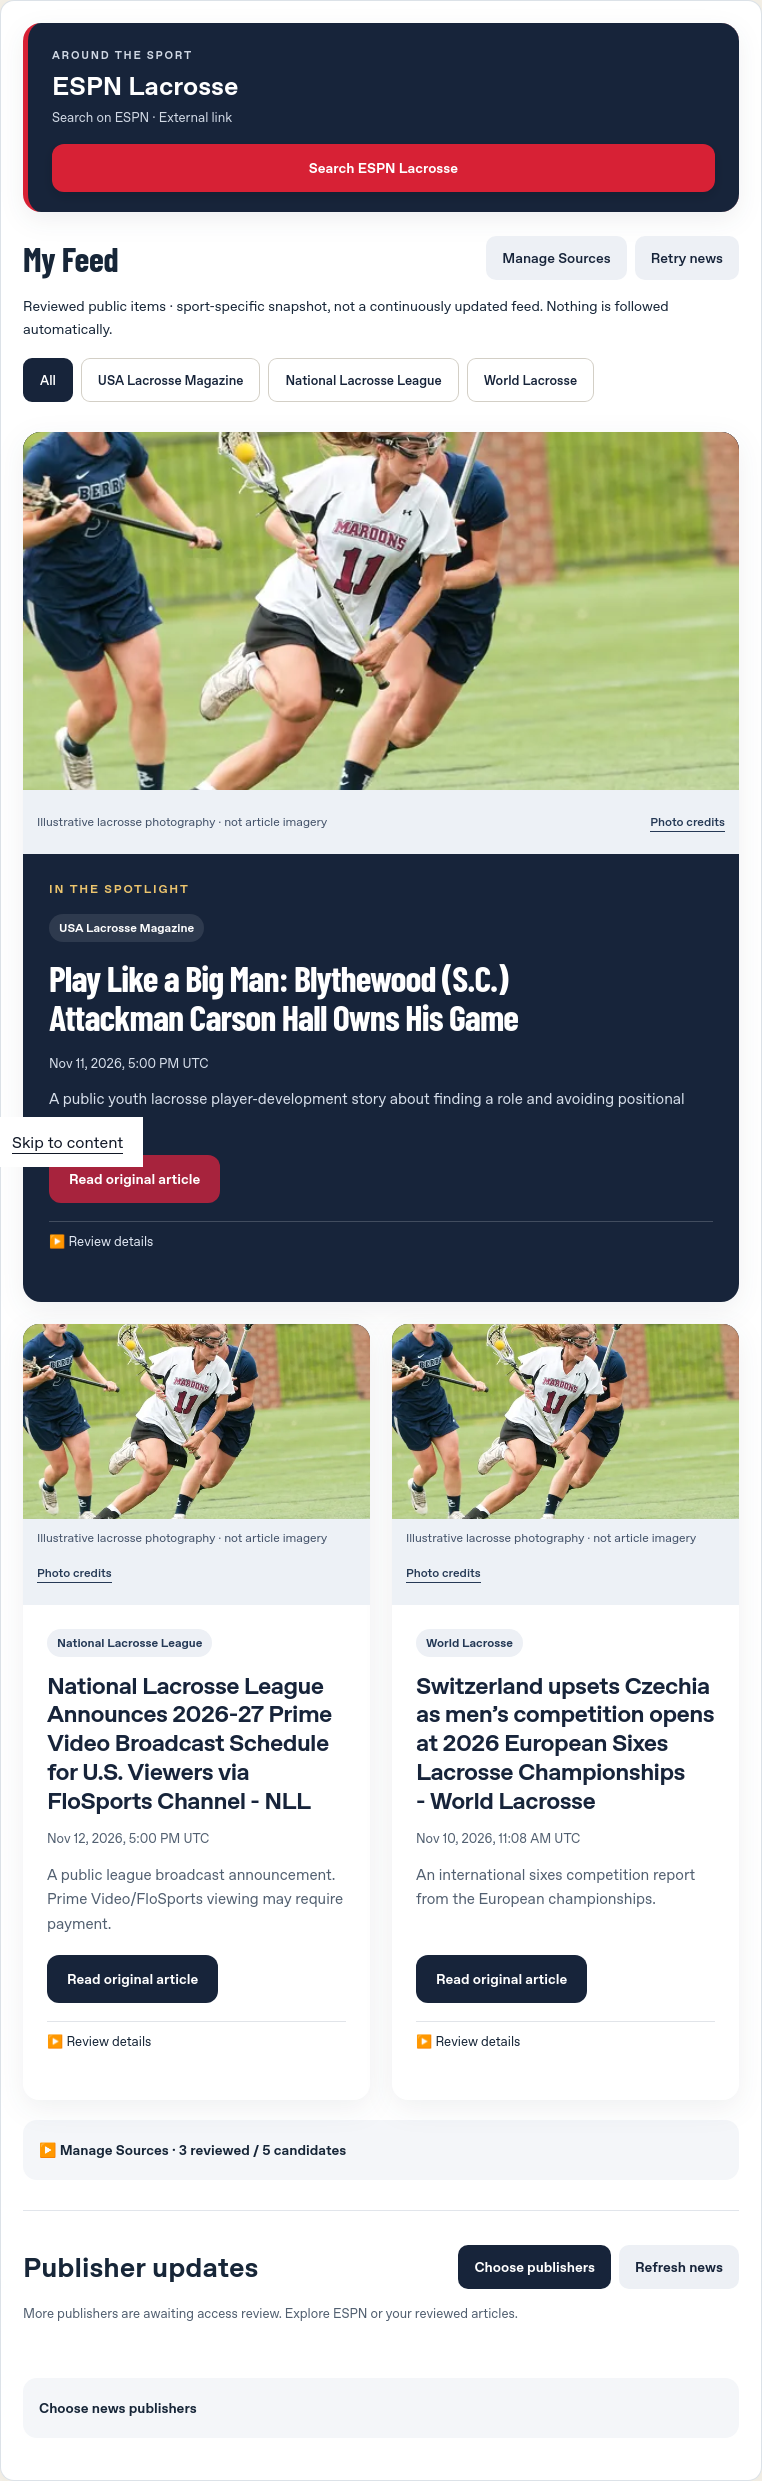 AROUND THE SPORT
ESPN Lacrosse
Search on ESPN · External link
Search ESPN Lacrosse
My Feed
Manage Sources
Retry news
Reviewed public items · sport-specific snapshot, not a continuously updated feed. Nothing is followed
automatically.
All
USA Lacrosse Magazine
National Lacrosse League
World Lacrosse
BERRY
MAROONS
11
Illustrative lacrosse photography · not article imagery
Photo credits
IN THE SPOTLIGHT
USA Lacrosse Magazine
Play Like a Big Man: Blythewood (S.C.)
Attackman Carson Hall Owns His Game
Nov 11, 2026, 5:00 PM UTC
A public youth lacrosse player-development story about finding a role and avoiding positional
Skip to content
Read original article
▶ Review details
BERRY
MAROONS
11
BERRY
MAROONS
11
Illustrative lacrosse photography · not article imagery
Photo credits
Illustrative lacrosse photography · not article imagery
Photo credits
National Lacrosse League
National Lacrosse League
Announces 2026-27 Prime
Video Broadcast Schedule
for U.S. Viewers via
FloSports Channel - NLL
Nov 12, 2026, 5:00 PM UTC
A public league broadcast announcement.
Prime Video/FloSports viewing may require
payment.
Read original article
▶ Review details
World Lacrosse
Switzerland upsets Czechia
as men’s competition opens
at 2026 European Sixes
Lacrosse Championships
- World Lacrosse
Nov 10, 2026, 11:08 AM UTC
An international sixes competition report
from the European championships.
Read original article
▶ Review details
▶ Manage Sources · 3 reviewed / 5 candidates
Publisher updates
Choose publishers
Refresh news
More publishers are awaiting access review. Explore ESPN or your reviewed articles.
Choose news publishers